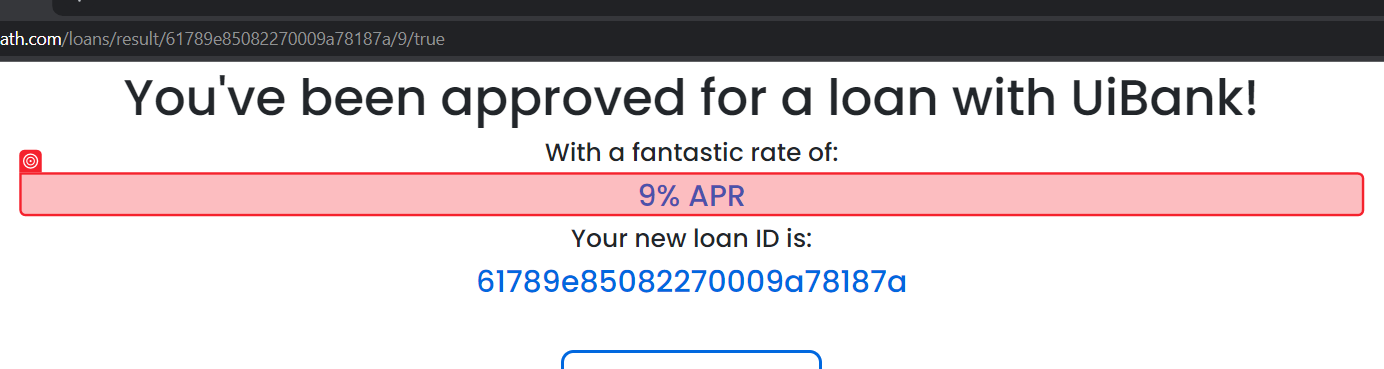 ath.com/loans/result/61789e85082270009a78187a/9/true
You've been approved for a loan with UiBank!
With a fantastic rate of:
9% APR
Your new loan ID is:
61789e85082270009a78187a